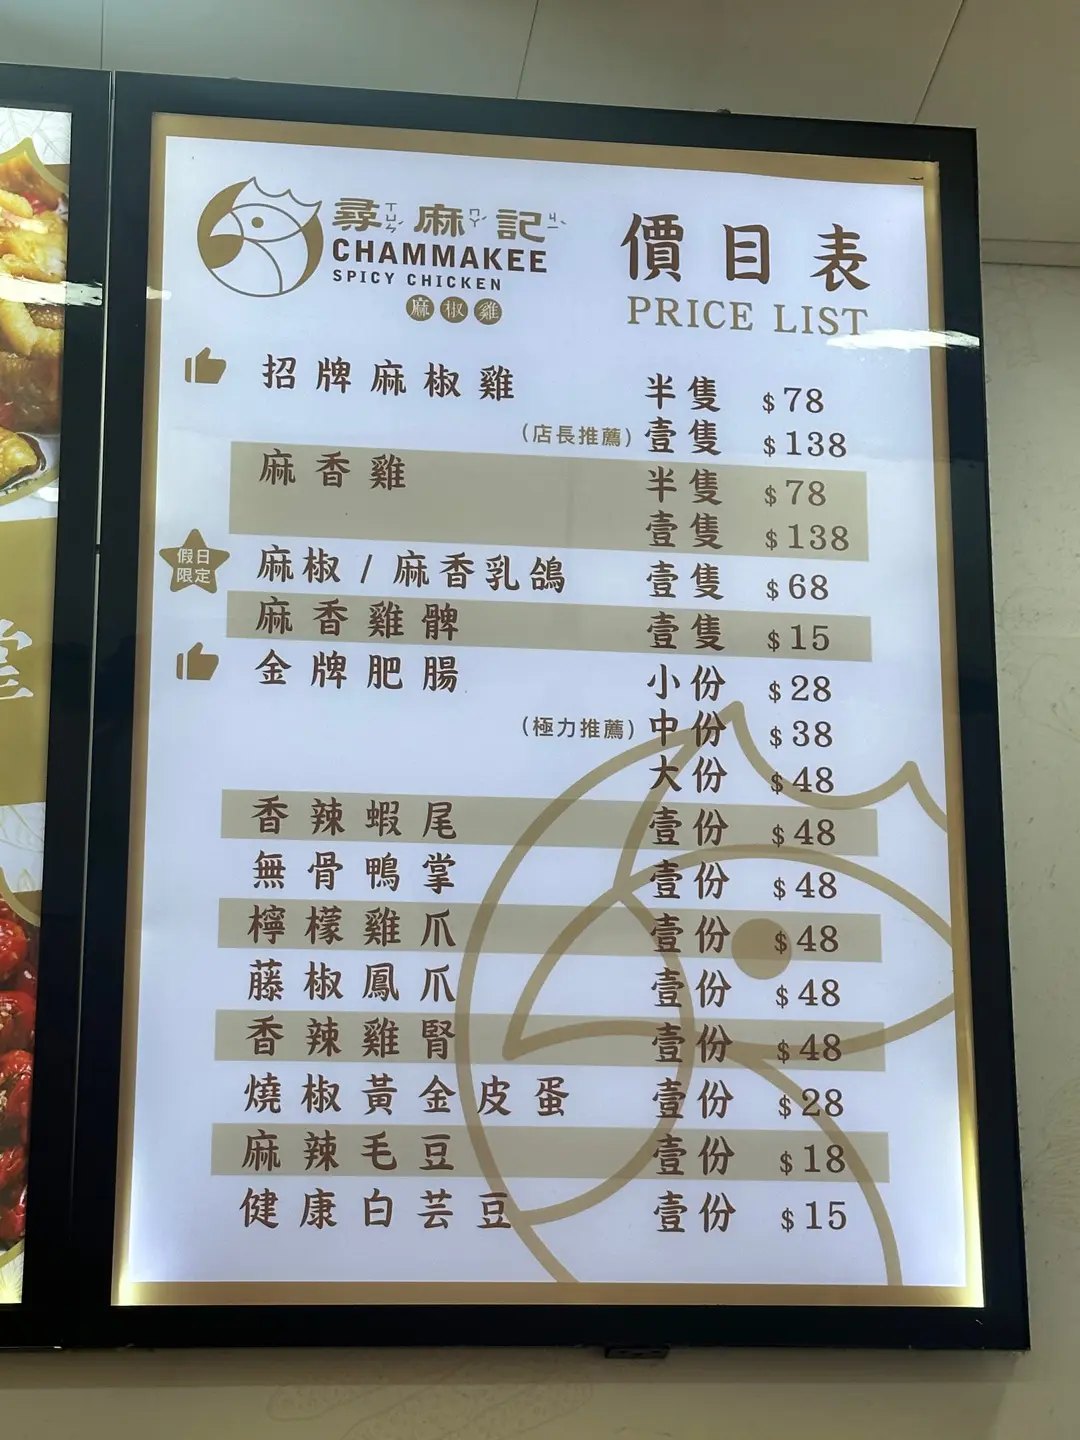 尋麻記
ㄒㄩㄣˊ ㄇㄚˊ ㄐㄧˋ
CHAMMAKEE
SPICY CHICKEN
麻椒雞
價目表
PRICE LIST
招牌麻椒雞 半隻 $78
(店長推薦) 壹隻 $138
麻香雞 半隻 $78
壹隻 $138
假日
限定
麻椒/麻香乳鴿 壹隻 $68
麻香雞髀 壹隻 $15
金牌肥腸 小份 $28
(極力推薦) 中份 $38
大份 $48
香辣蝦尾 壹份 $48
無骨鴨掌 壹份 $48
檸檬雞爪 壹份 $48
藤椒鳳爪 壹份 $48
香辣雞腎 壹份 $48
燒椒黃金皮蛋 壹份 $28
麻辣毛豆 壹份 $18
健康白芸豆 壹份 $15